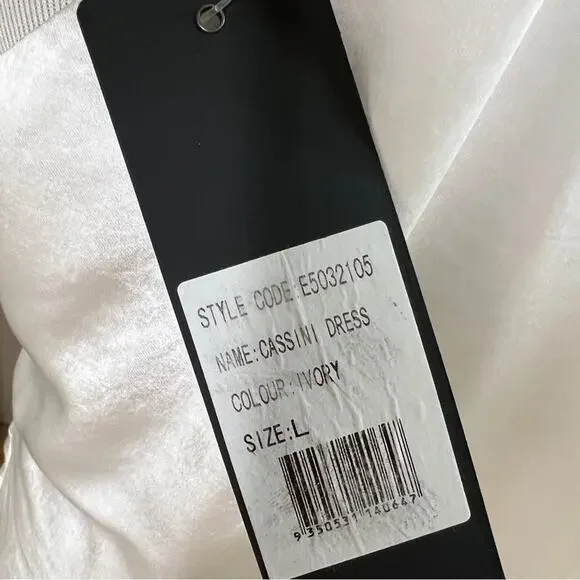 STYLE CODE:E5032105
NAME:CASSINI DRESS
COLOUR:IVORY
SIZE:L
9 350531 140647